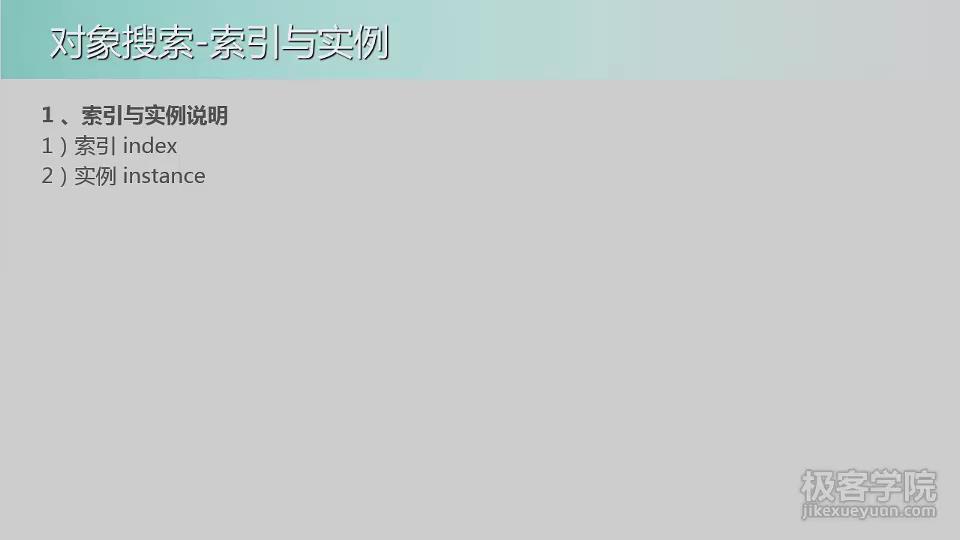 对象搜索-索引与实例
1、索引与实例说明
1）索引 index
2）实例 instance
极客学院
jikexueyuan.com